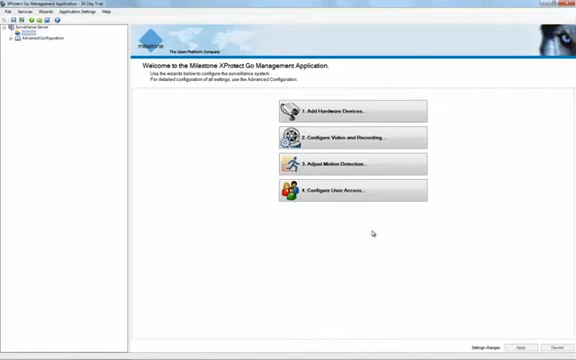 XProtect Go Management Application - 30-Day Trial
File Services Wizards Application Settings Help
Surveillance Server
Advanced Configuration
milestone
The Open Platform Company
Welcome to the Milestone XProtect Go Management Application.
Use the wizards below to configure the surveillance system.
For detailed configuration of all settings, use the Advanced Configuration.
1. Add Hardware Devices...
2. Configure Video and Recording...
3. Adjust Motion Detection...
4. Configure User Access...
Settings changes: Apply Discard